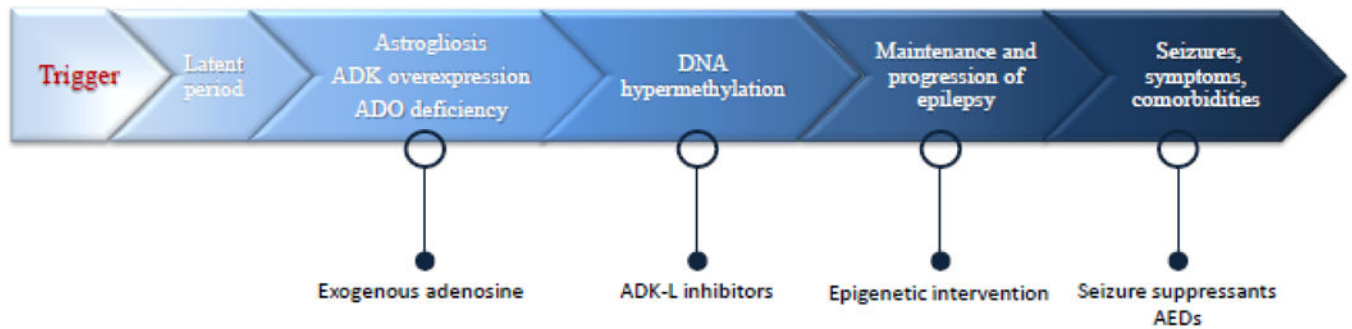 Trigger
Latent
period
Astrogliosis
ADK overexpression
ADO deficiency
DNA
hypermethylation
Maintenance and
progression of
epilepsy
Seizures,
symptoms,
comorbidities
Exogenous adenosine
ADK-L inhibitors
Epigenetic intervention
Seizure suppressants
AEDs